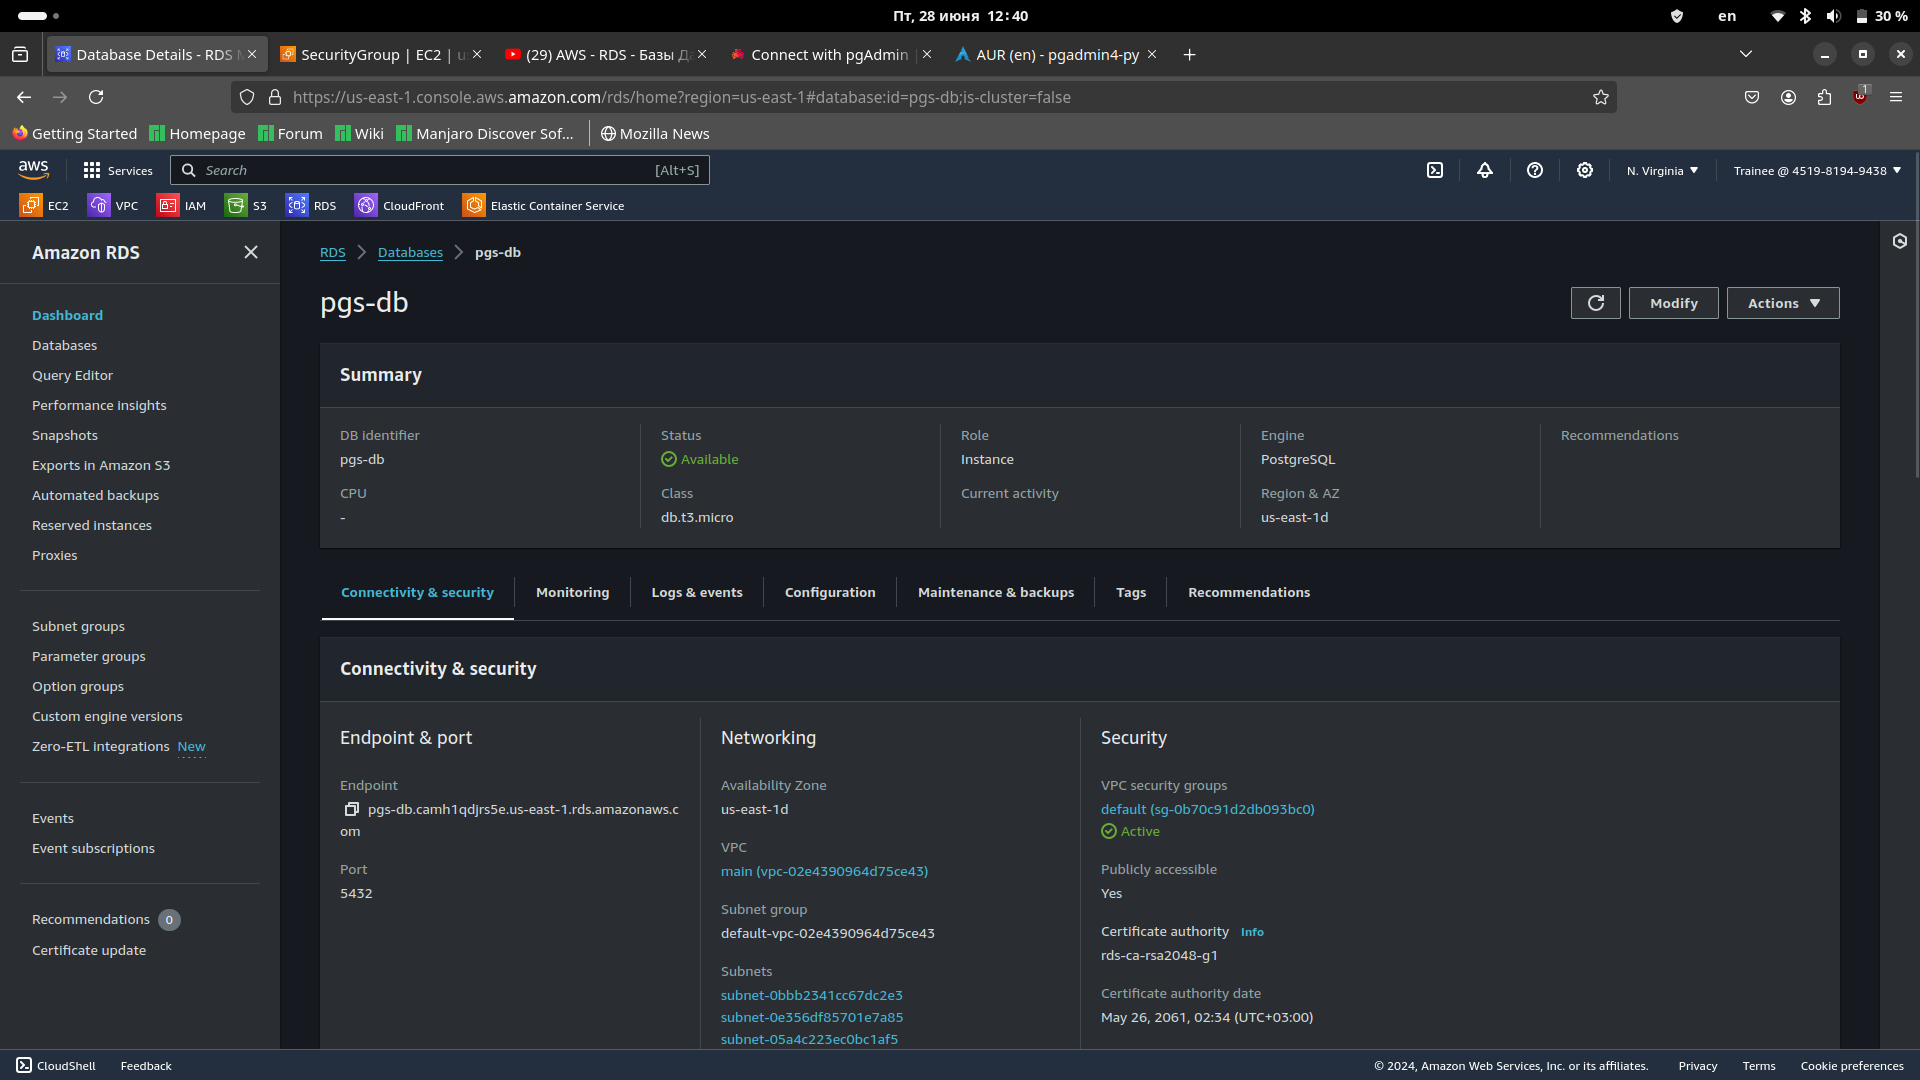 Пт, 28 июня 12:40
en
30 %
Database Details - RDS M
SecurityGroup | EC2 | u
(29) AWS - RDS - Базы Да
Connect with pgAdmin |
AUR (en) - pgadmin4-py
https://us-east-1.console.aws.amazon.com/rds/home?region=us-east-1#database:id=pgs-db;is-cluster=false
1
Getting Started
Homepage
Forum
Wiki
Manjaro Discover Sof...
Mozilla News
aws
Services
Search
[Alt+S]
N. Virginia
Trainee @ 4519-8194-9438
EC2
VPC
IAM
S3
RDS
CloudFront
Elastic Container Service
Amazon RDS
Dashboard
Databases
Query Editor
Performance insights
Snapshots
Exports in Amazon S3
Automated backups
Reserved instances
Proxies
Subnet groups
Parameter groups
Option groups
Custom engine versions
Zero-ETL integrations New
Events
Event subscriptions
Recommendations 0
Certificate update
RDS
Databases
pgs-db
pgs-db
Modify
Actions
Summary
DB identifier
pgs-db
CPU
-
Status
Available
Class
db.t3.micro
Role
Instance
Current activity
Engine
PostgreSQL
Region & AZ
us-east-1d
Recommendations
Connectivity & security
Monitoring
Logs & events
Configuration
Maintenance & backups
Tags
Recommendations
Connectivity & security
Endpoint & port
Endpoint
pgs-db.camh1qdjrs5e.us-east-1.rds.amazonaws.c
om
Port
5432
Networking
Availability Zone
us-east-1d
VPC
main (vpc-02e4390964d75ce43)
Subnet group
default-vpc-02e4390964d75ce43
Subnets
subnet-0bbb2341cc67dc2e3
subnet-0e356df85701e7a85
subnet-05a4c223ec0bc1af5
Security
VPC security groups
default (sg-0b70c91d2db093bc0)
Active
Publicly accessible
Yes
Certificate authority Info
rds-ca-rsa2048-g1
Certificate authority date
May 26, 2061, 02:34 (UTC+03:00)
CloudShell
Feedback
© 2024, Amazon Web Services, Inc. or its affiliates.
Privacy
Terms
Cookie preferences